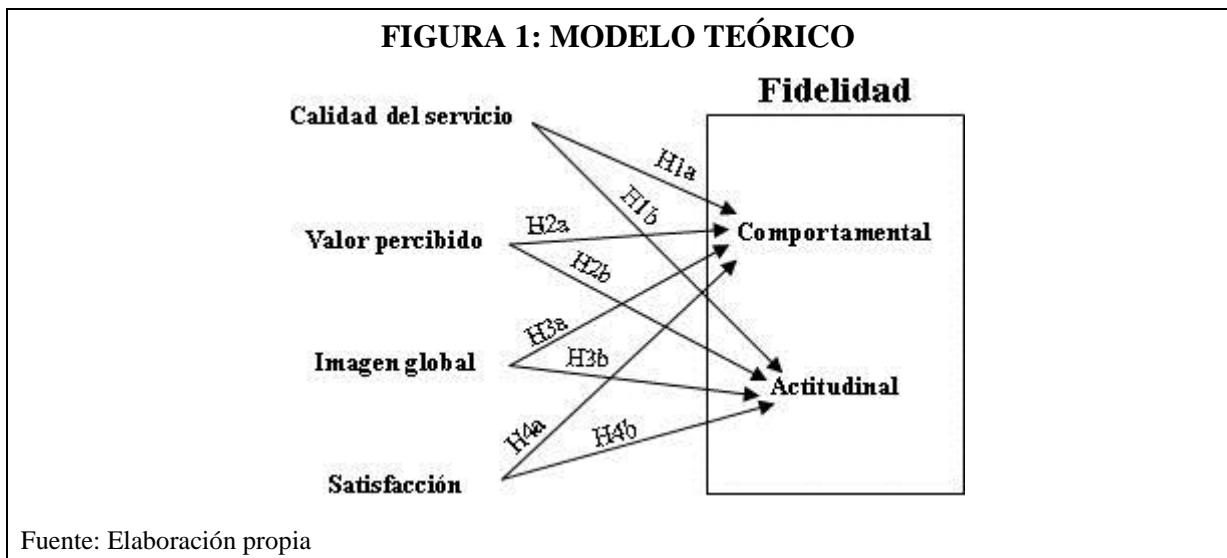 FIGURA 1: MODELO TEÓRICO
Fidelidad
Calidad del servicio
H1a
H1b
Comportamental
Valor percibido
H2a
H2b
H3a
Imagen global
H3b
Actitudinal
H4a
H4b
Satisfacción
Fuente: Elaboración propia